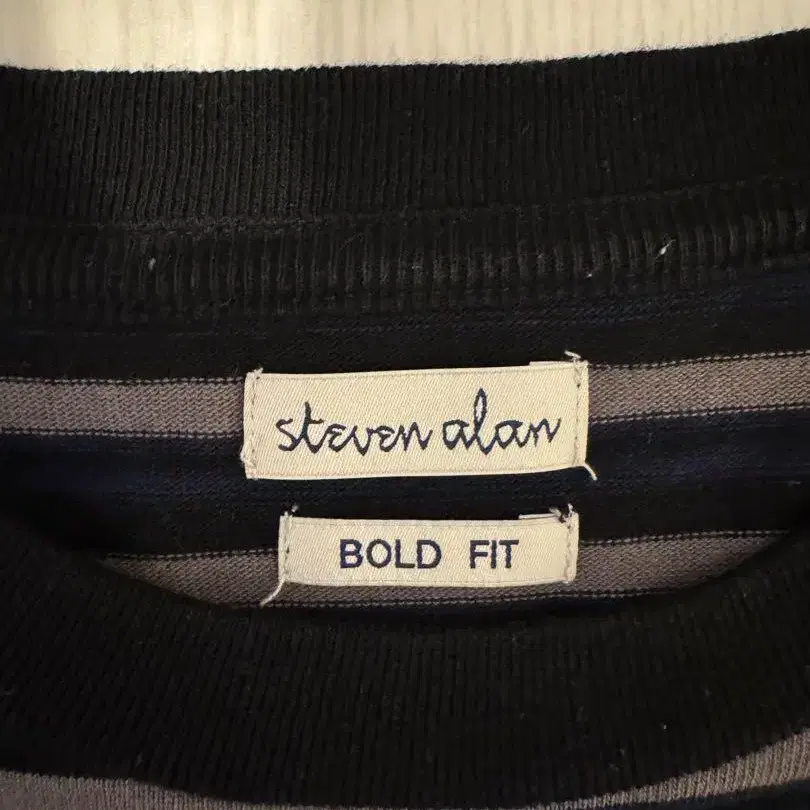 steven alan
BOLD FIT